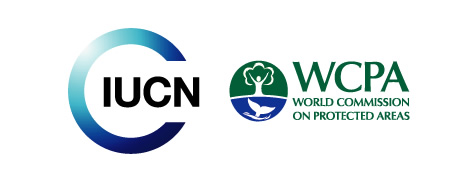 IUCN
WCPA
WORLD COMMISSION
ON PROTECTED AREAS